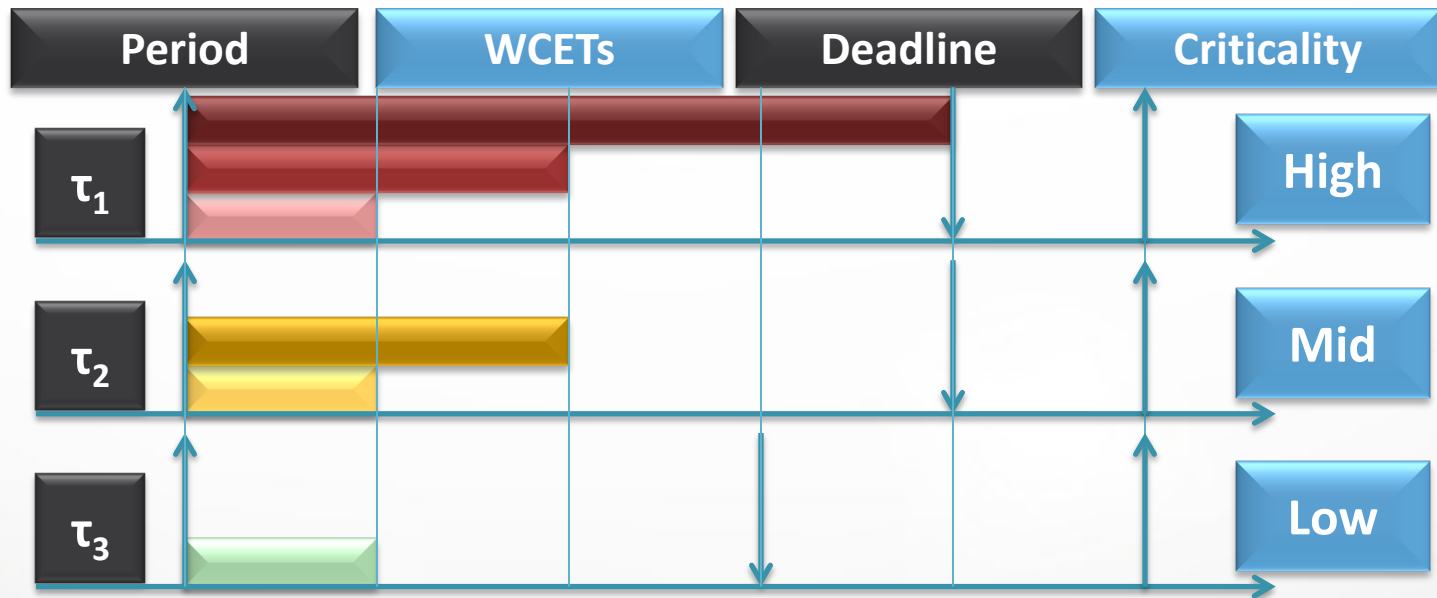 Period WCETs Deadline Criticality
τ₁ High
τ₂ Mid
τ₃ Low